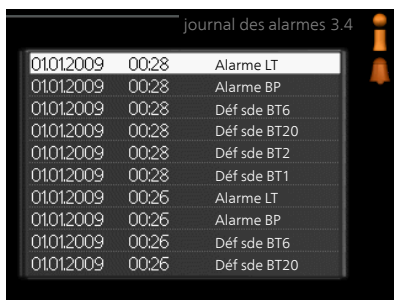 journal des alarmes 3.4
01.01.2009 00:28 Alarme LT
01.01.2009 00:28 Alarme BP
01.01.2009 00:28 Déf sde BT6
01.01.2009 00:28 Déf sde BT20
01.01.2009 00:28 Déf sde BT2
01.01.2009 00:28 Déf sde BT1
01.01.2009 00:26 Alarme LT
01.01.2009 00:26 Alarme BP
01.01.2009 00:26 Déf sde BT6
01.01.2009 00:26 Déf sde BT20